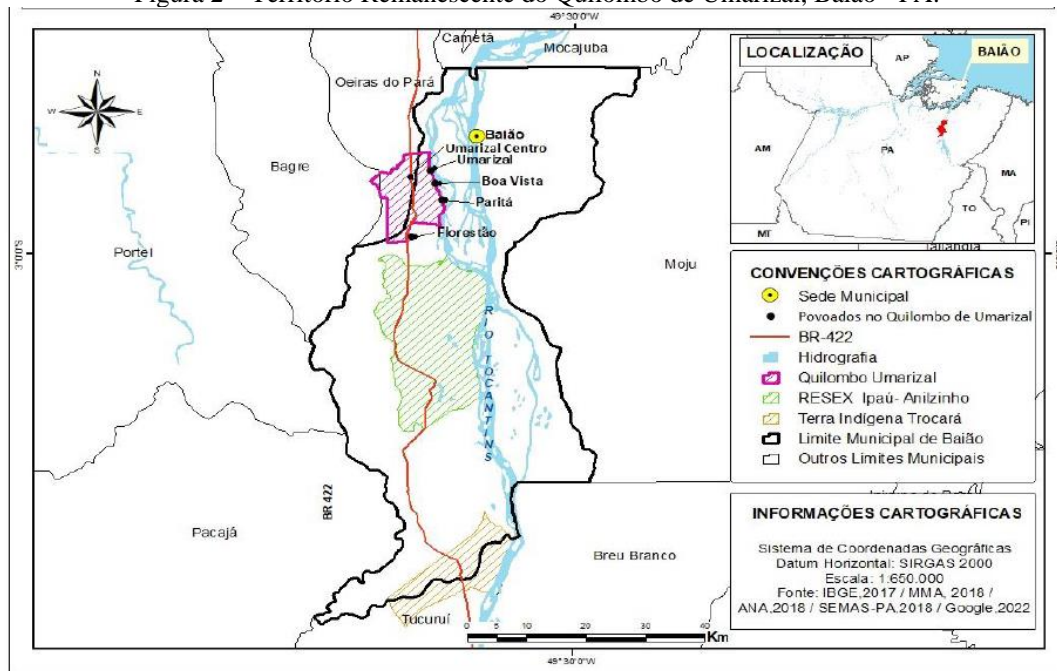 Figura 2 – Território Remanescente do Quilombo de Umarizal, Baião - PA.
49°30'0"W
Cametá
Mocajuba
Oeiras do Pará
N
W
E
S
Baião
Umarizal Centro
Umarizal
Boa Vista
Paritá
Florestão
Bagre
Portel
3°0'0"S
Moju
RIO TOCANTINS
BR 422
Pacajá
Breu Branco
Tucuruí
0 5 10 20 30 40
Km
49°30'0"W
LOCALIZAÇÃO
BAIÃO
AP
AM
PA
MA
TO
PI
MT
Tailândia
CONVENÇÕES CARTOGRÁFICAS
Sede Municipal
Povoados no Quilombo de Umarizal
BR-422
Hidrografia
Quilombo Umarizal
RESEX Ipaú- Anilzinho
Terra Indígena Trocará
Limite Municipal de Baião
Outros Limites Municipais
INFORMAÇÕES CARTOGRÁFICAS
Sistema de Coordenadas Geográficas
Datum Horizontal: SIRGAS 2000
Escala: 1:650.000
Fonte: IBGE,2017 / MMA, 2018 /
ANA,2018 / SEMAS-PA,2018 / Google,2022